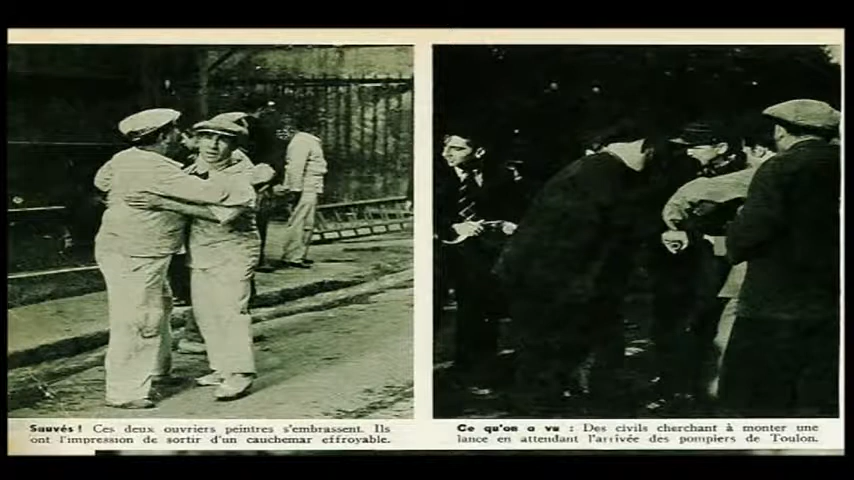 Sauvés ! Ces deux ouvriers peintres s'embrassent. Ils
ont l'impression de sortir d'un cauchemar effroyable.
Ce qu'on a vu : Des civils cherchant à monter une
lance en attendant l'arrivée des pompiers de Toulon.